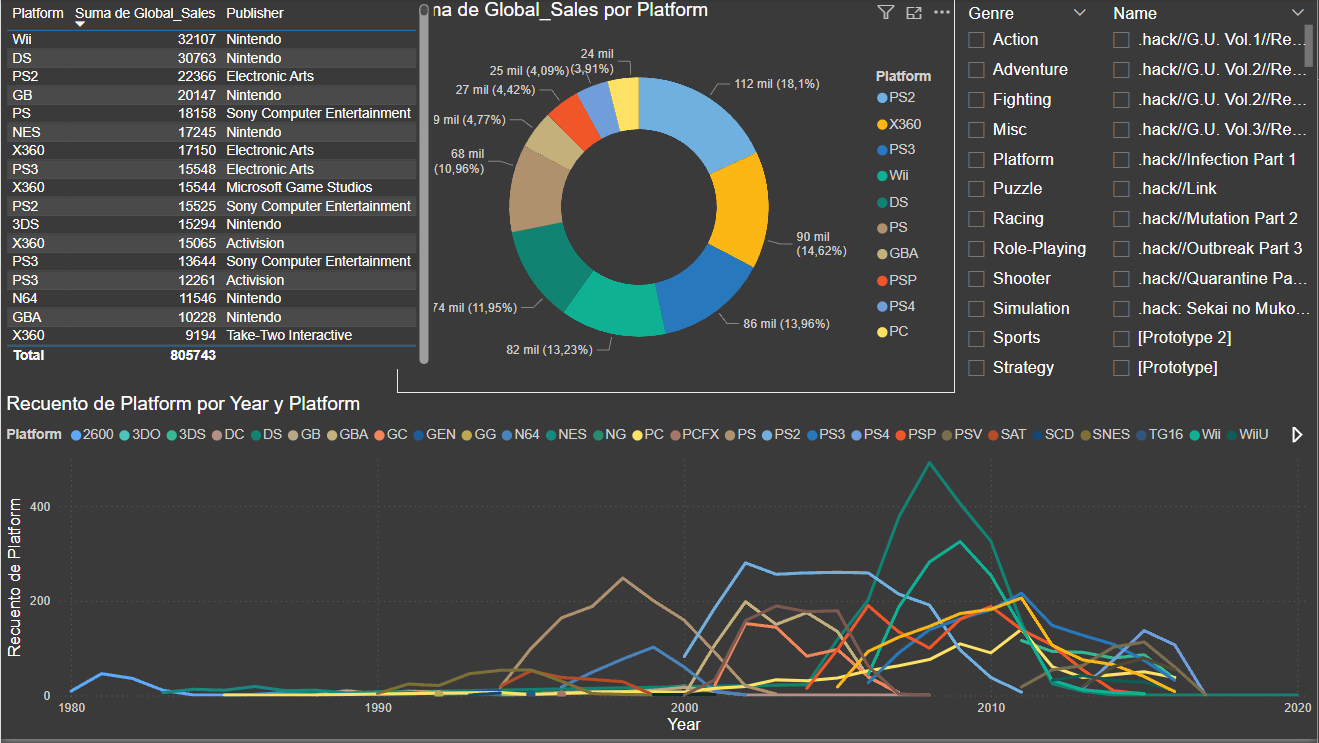 Platform Suma de Global_Sales Publisher
Wii 32107 Nintendo
DS 30763 Nintendo
PS2 22366 Electronic Arts
GB 20147 Nintendo
PS 18158 Sony Computer Entertainment
NES 17245 Nintendo
X360 17150 Electronic Arts
PS3 15548 Electronic Arts
X360 15544 Microsoft Game Studios
PS2 15525 Sony Computer Entertainment
3DS 15294 Nintendo
X360 15065 Activision
PS3 13644 Sony Computer Entertainment
PS3 12261 Activision
N64 11546 Nintendo
GBA 10228 Nintendo
X360 9194 Take-Two Interactive
Total 805743
ma de Global_Sales por Platform
24 mil
(3,91%)
25 mil (4,09%)
27 mil (4,42%)
9 mil (4,77%)
68 mil
(10,96%)
74 mil (11,95%)
82 mil (13,23%)
112 mil (18,1%)
90 mil
(14,62%)
86 mil (13,96%)
Platform
PS2
X360
PS3
Wii
DS
PS
GBA
PSP
PS4
PC
Genre
Action
Adventure
Fighting
Misc
Platform
Puzzle
Racing
Role-Playing
Shooter
Simulation
Sports
Strategy
Name
.hack//G.U. Vol.1//Re...
.hack//G.U. Vol.2//Re...
.hack//G.U. Vol.2//Re...
.hack//G.U. Vol.3//Re...
.hack//Infection Part 1
.hack//Link
.hack//Mutation Part 2
.hack//Outbreak Part 3
.hack//Quarantine Pa...
.hack: Sekai no Muko...
[Prototype 2]
[Prototype]
Recuento de Platform por Year y Platform
Platform 2600 3DO 3DS DC DS GB GBA GC GEN GG N64 NES NG PC PCFX PS PS2 PS3 PS4 PSP PSV SAT SCD SNES TG16 Wii WiiU
Recuento de Platform
400
200
0
1980 1990 2000 2010 2020
Year